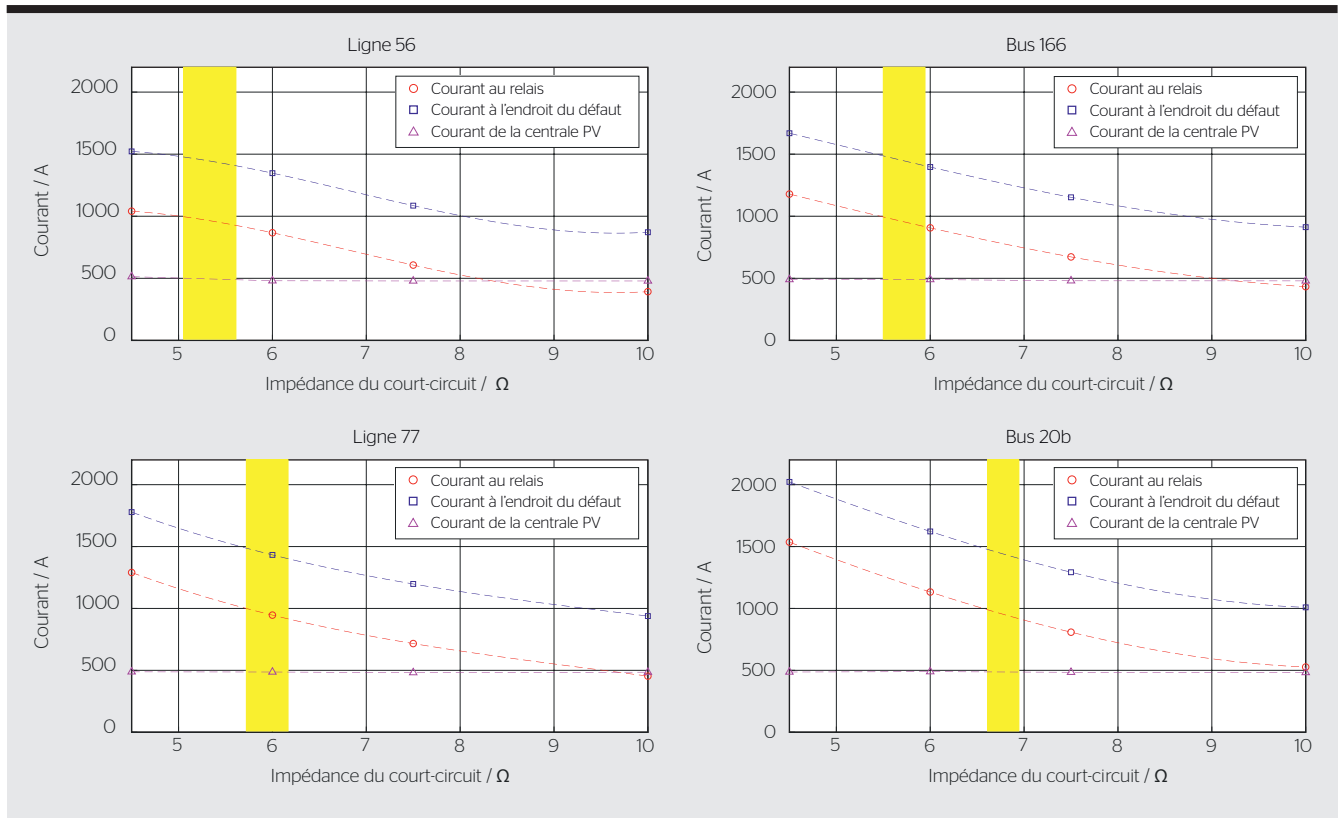 Ligne 56
2000
1500
1000
500
0
Courant / A
Courant au relais
Courant à l'endroit du défaut
Courant de la centrale PV
5 6 7 8 9 10
Impédance du court-circuit / Ω
Bus 166
2000
1500
1000
500
0
Courant / A
Courant au relais
Courant à l'endroit du défaut
Courant de la centrale PV
5 6 7 8 9 10
Impédance du court-circuit / Ω
Ligne 77
2000
1500
1000
500
0
Courant / A
Courant au relais
Courant à l'endroit du défaut
Courant de la centrale PV
5 6 7 8 9 10
Impédance du court-circuit / Ω
Bus 20b
2000
1500
1000
500
0
Courant / A
Courant au relais
Courant à l'endroit du défaut
Courant de la centrale PV
5 6 7 8 9 10
Impédance du court-circuit / Ω